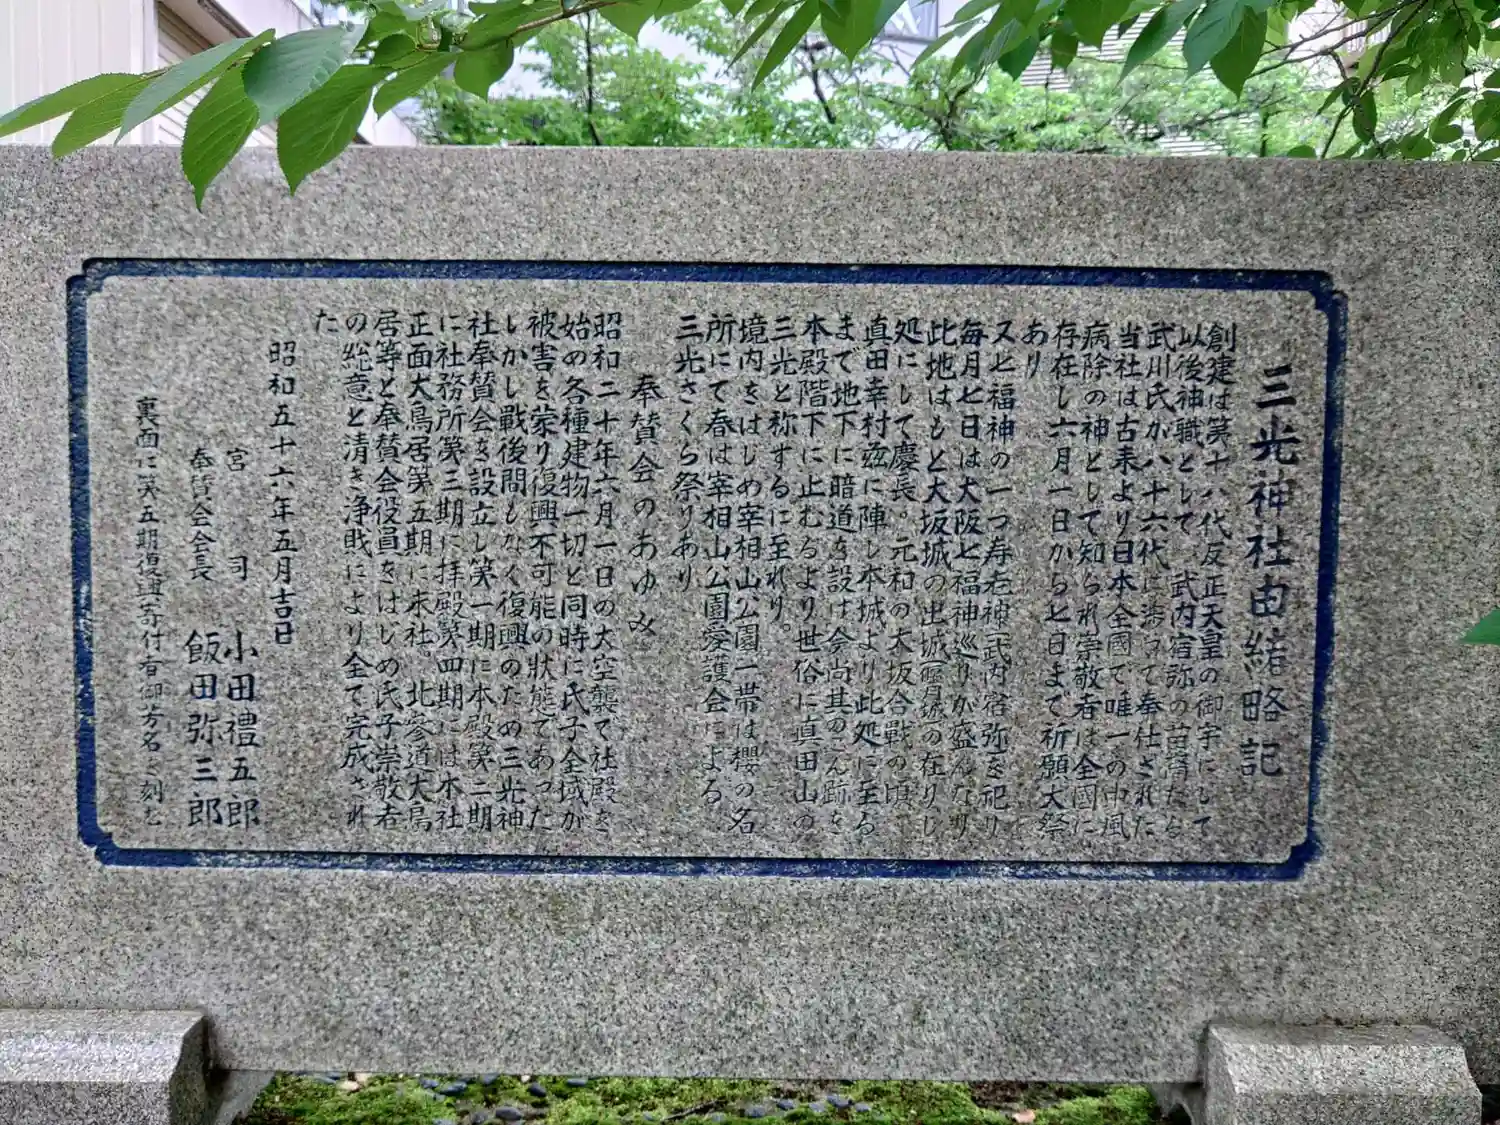 三光神社由緒略記
創建は第十八代反正天皇の御宇にして
以後神職として、武内宿弥の苗裔たる
武川氏が八十六代に渉って奉仕された
当社は古来より日本全國で唯一の中風
病除の神として知られ崇敬者は全國に
存在し六月一日から七日まで祈願大祭
あり
又七福神の一つ寿老神(武内宿弥)を祀り
毎月七日は大阪七福神巡りが盛んなり
此地はもと大坂城の出城(真田城)の在りし
処にして慶長。元和の大坂合戦の頃
真田幸村茲に陣し本城より此処に至る
まで地下に暗道を設け今尚其のこん跡を
本殿階下に止むるより世俗に真田山の
三光と称ずるに至れり。
境内をはじめ宰相山公園一帯は櫻の名
所にて春は宰相山公園愛護会による
三光さくら祭りあり
奉賛会のあゆみ
昭和二十年六月一日の大空襲で社殿を
始め各種建物一切と同時に氏子全域が
被害を蒙り復興不可能の状態であった
しかし戦後間もなく復興のため三光神
社奉賛会を設立し第一期に本殿第二期
に社務所第三期に拝殿第四期には本社
正面大鳥居第五期に末社。北参道大鳥
居等と奉賛会役員をはじめ氏子崇敬者
の総意と清き浄戝により全て完成され
た
昭和五十六年五月吉日
宮司 小田禮五郎
奉賛会会長 飯田弥三郎
裏面に第五期復興寄付者御芳名を刻む